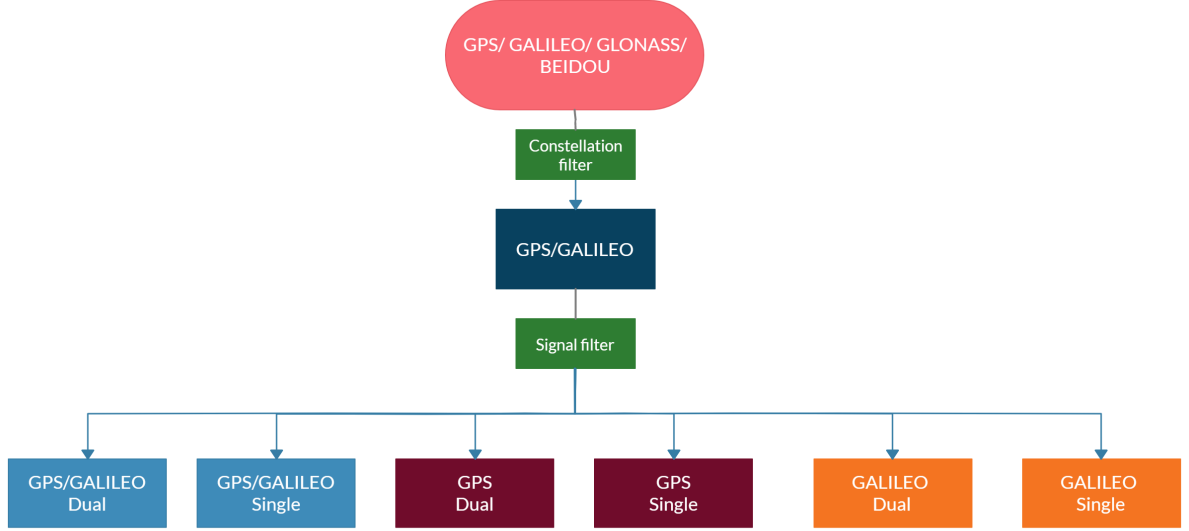 GPS/ GALILEO/ GLONASS/
BEIDOU
Constellation
filter
GPS/GALILEO
Signal filter
GPS/GALILEO
Dual
GPS/GALILEO
Single
GPS
Dual
GPS
Single
GALILEO
Dual
GALILEO
Single